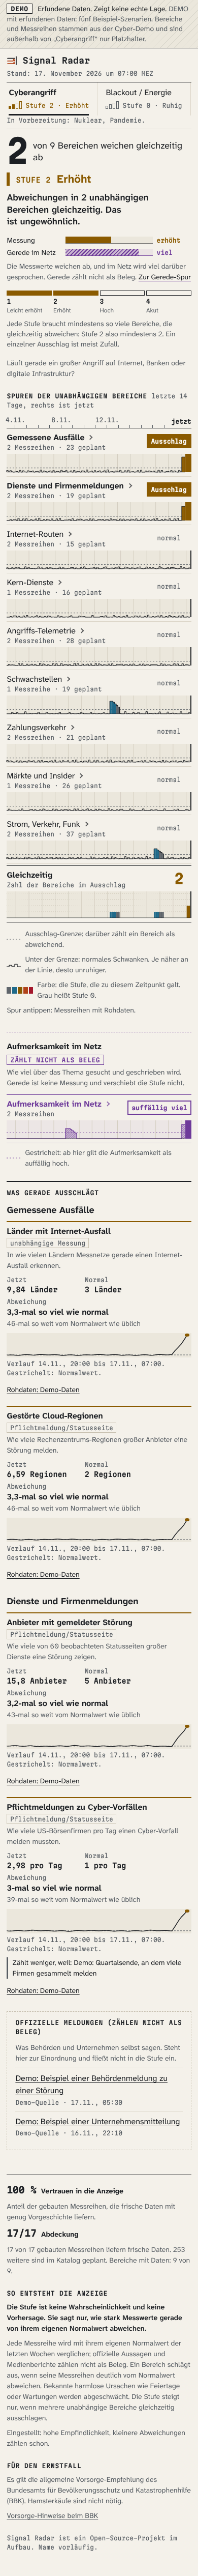 DEMO Erfundene Daten. Zeigt keine echte Lage. DEMO
mit erfundenen Daten: fünf Beispiel-Szenarien. Bereiche
und Messreihen stammen aus der Cyber-Demo und sind
außerhalb von „Cyberangriff" nur Platzhalter.
Signal Radar
Stand: 17. November 2026 um 07:00 MEZ
Cyberangriff
Stufe 2 · Erhöht
Blackout / Energie
Stufe 0 · Ruhig
In Vorbereitung: Nuklear, Pandemie.
2 von 9 Bereichen weichen gleichzeitig
ab
STUFE 2 Erhöht
Abweichungen in 2 unabhängigen
Bereichen gleichzeitig. Das
ist ungewöhnlich.
Messung erhöht
Gerade im Netz viel
Die Messwerte weichen ab, und im Netz wird viel darüber
gesprochen. Gerede zählt nicht als Beleg. Zur Gerede-Spur
1 2 3 4
Leicht erhöht Erhöht Hoch Akut
Jede Stufe braucht mindestens so viele Bereiche, die
gleichzeitig abweichen: Stufe 2 also mindestens 2. Ein
einzelner Ausschlag ist meist Zufall.
Läuft gerade ein großer Angriff auf Internet, Banken oder
digitale Infrastruktur?
SPUREN DER UNABHÄNGIGEN BEREICHE letzte 14
Tage, rechts ist jetzt
4.11. 8.11. 12.11. jetzt
Gemessene Ausfälle >
2 Messreihen · 23 geplant
Ausschlag
Dienste und Firmenmeldungen >
2 Messreihen · 19 geplant
Ausschlag
Internet-Routen >
2 Messreihen · 15 geplant
normal
Kern-Dienste >
1 Messreihe · 16 geplant
normal
Angriffs-Telemetrie >
3 Messreihen · 28 geplant
normal
Schwachstellen >
1 Messreihe · 19 geplant
normal
Zahlungsverkehr >
2 Messreihen · 21 geplant
normal
Märkte und Insider >
1 Messreihe · 26 geplant
normal
Strom, Verkehr, Funk >
2 Messreihen · 37 geplant
normal
Gleichzeitig
Zahl der Bereiche im Ausschlag
2
Ausschlag-Grenze: darüber zählt ein Bereich als
abweichend.
Unter der Grenze: normales Schwanken. Je näher an
der Linie, desto unruhiger.
Farbe: die Stufe, die zu diesem Zeitpunkt galt.
Grau heißt Stufe 0.
Spur antippen: Messreihen mit Rohdaten.
Aufmerksamkeit im Netz
ZÄHLT NICHT ALS BELEG
Wie viel über das Thema gesucht und geschrieben wird.
Gerede ist keine Messung und verschiebt die Stufe nicht.
Aufmerksamkeit im Netz >
2 Messreihen
auffällig viel
Gestrichelt: ab hier gilt die Aufmerksamkeit als
auffällig hoch.
WAS GERADE AUSSCHLÄGT
Gemessene Ausfälle
Länder mit Internet-Ausfall
unabhängige Messung
In wie vielen Ländern Messnetze gerade einen Internet-
Ausfall erkennen.
Jetzt Normal
9,84 Länder 3 Länder
Abweichung
3,3-mal so viel wie normal
46-mal so weit vom Normalwert wie üblich
Verlauf 14.11., 20:00 bis 17.11., 07:00.
Gestrichelt: Normalwert.
Rohdaten: Demo-Daten
Gestörte Cloud-Regionen
Pflichtmeldung/Statusseite
Wie viele Rechenzentrums-Regionen großer Anbieter eine
Störung melden.
Jetzt Normal
6,59 Regionen 2 Regionen
Abweichung
3,3-mal so viel wie normal
46-mal so weit vom Normalwert wie üblich
Verlauf 14.11., 20:00 bis 17.11., 07:00.
Gestrichelt: Normalwert.
Rohdaten: Demo-Daten
Dienste und Firmenmeldungen
Anbieter mit gemeldeter Störung
Pflichtmeldung/Statusseite
Wie viele von 60 beobachteten Statusseiten großer
Dienste eine Störung zeigen.
Jetzt Normal
15,8 Anbieter 5 Anbieter
Abweichung
3,2-mal so viel wie normal
43-mal so weit vom Normalwert wie üblich
Verlauf 14.11., 20:00 bis 17.11., 07:00.
Gestrichelt: Normalwert.
Rohdaten: Demo-Daten
Pflichtmeldungen zu Cyber-Vorfällen
Pflichtmeldung/Statusseite
Wie viele US-Börsenfirmen pro Tag einen Cyber-Vorfall
melden mussten.
Jetzt Normal
2,98 pro Tag 1 pro Tag
Abweichung
3-mal so viel wie normal
39-mal so weit vom Normalwert wie üblich
Verlauf 14.11., 20:00 bis 17.11., 07:00.
Gestrichelt: Normalwert.
Zählt weniger, weil: Demo: Quartalsende, an dem viele
Firmen gesammelt melden
Rohdaten: Demo-Daten
OFFIZIELLE MELDUNGEN (ZÄHLEN NICHT ALS
BELEG)
Was Behörden und Unternehmen selbst sagen. Steht
hier zur Einordnung und fließt nicht in die Stufe ein.
Demo: Beispiel einer Behördenmeldung zu
einer Störung
Demo-Quelle · 17.11., 05:30
Demo: Beispiel einer Unternehmensmitteilung
Demo-Quelle · 16.11., 22:10
100 % Vertrauen in die Anzeige
Anteil der gebauten Messreihen, die frische Daten mit
genug Vorgeschichte liefern.
17/17 Abdeckung
17 von 17 gebauten Messreihen liefern frische Daten. 253
weitere sind im Katalog geplant. Bereiche mit Daten: 9 von
9.
SO ENTSTEHT DIE ANZEIGE
Die Stufe ist keine Wahrscheinlichkeit und keine
Vorhersage. Sie sagt nur, wie stark Messwerte gerade
von ihrem eigenen Normalwert abweichen.
Jede Messreihe wird mit ihrem eigenen Normalwert der
letzten Wochen verglichen; offizielle Aussagen und
Medienberichte zählen nicht als Beleg. Ein Bereich schlägt
aus, wenn seine Messreihen deutlich vom Normalwert
abweichen. Bekannte harmlose Ursachen wie Feiertage
oder Wartungen werden abgeschwächt. Die Stufe steigt
nur, wenn mehrere unabhängige Bereiche gleichzeitig
ausschlagen.
Eingestellt: hohe Empfindlichkeit, kleinere Abweichungen
zählen schon.
FÜR DEN ERNSTFALL
Es gilt die allgemeine Vorsorge-Empfehlung des
Bundesamts für Bevölkerungsschutz und Katastrophenhilfe
(BBK). Hamsterkäufe sind nicht nötig.
Vorsorge-Hinweise beim BBK
Signal Radar ist ein Open-Source-Projekt im
Aufbau. Name vorläufig.